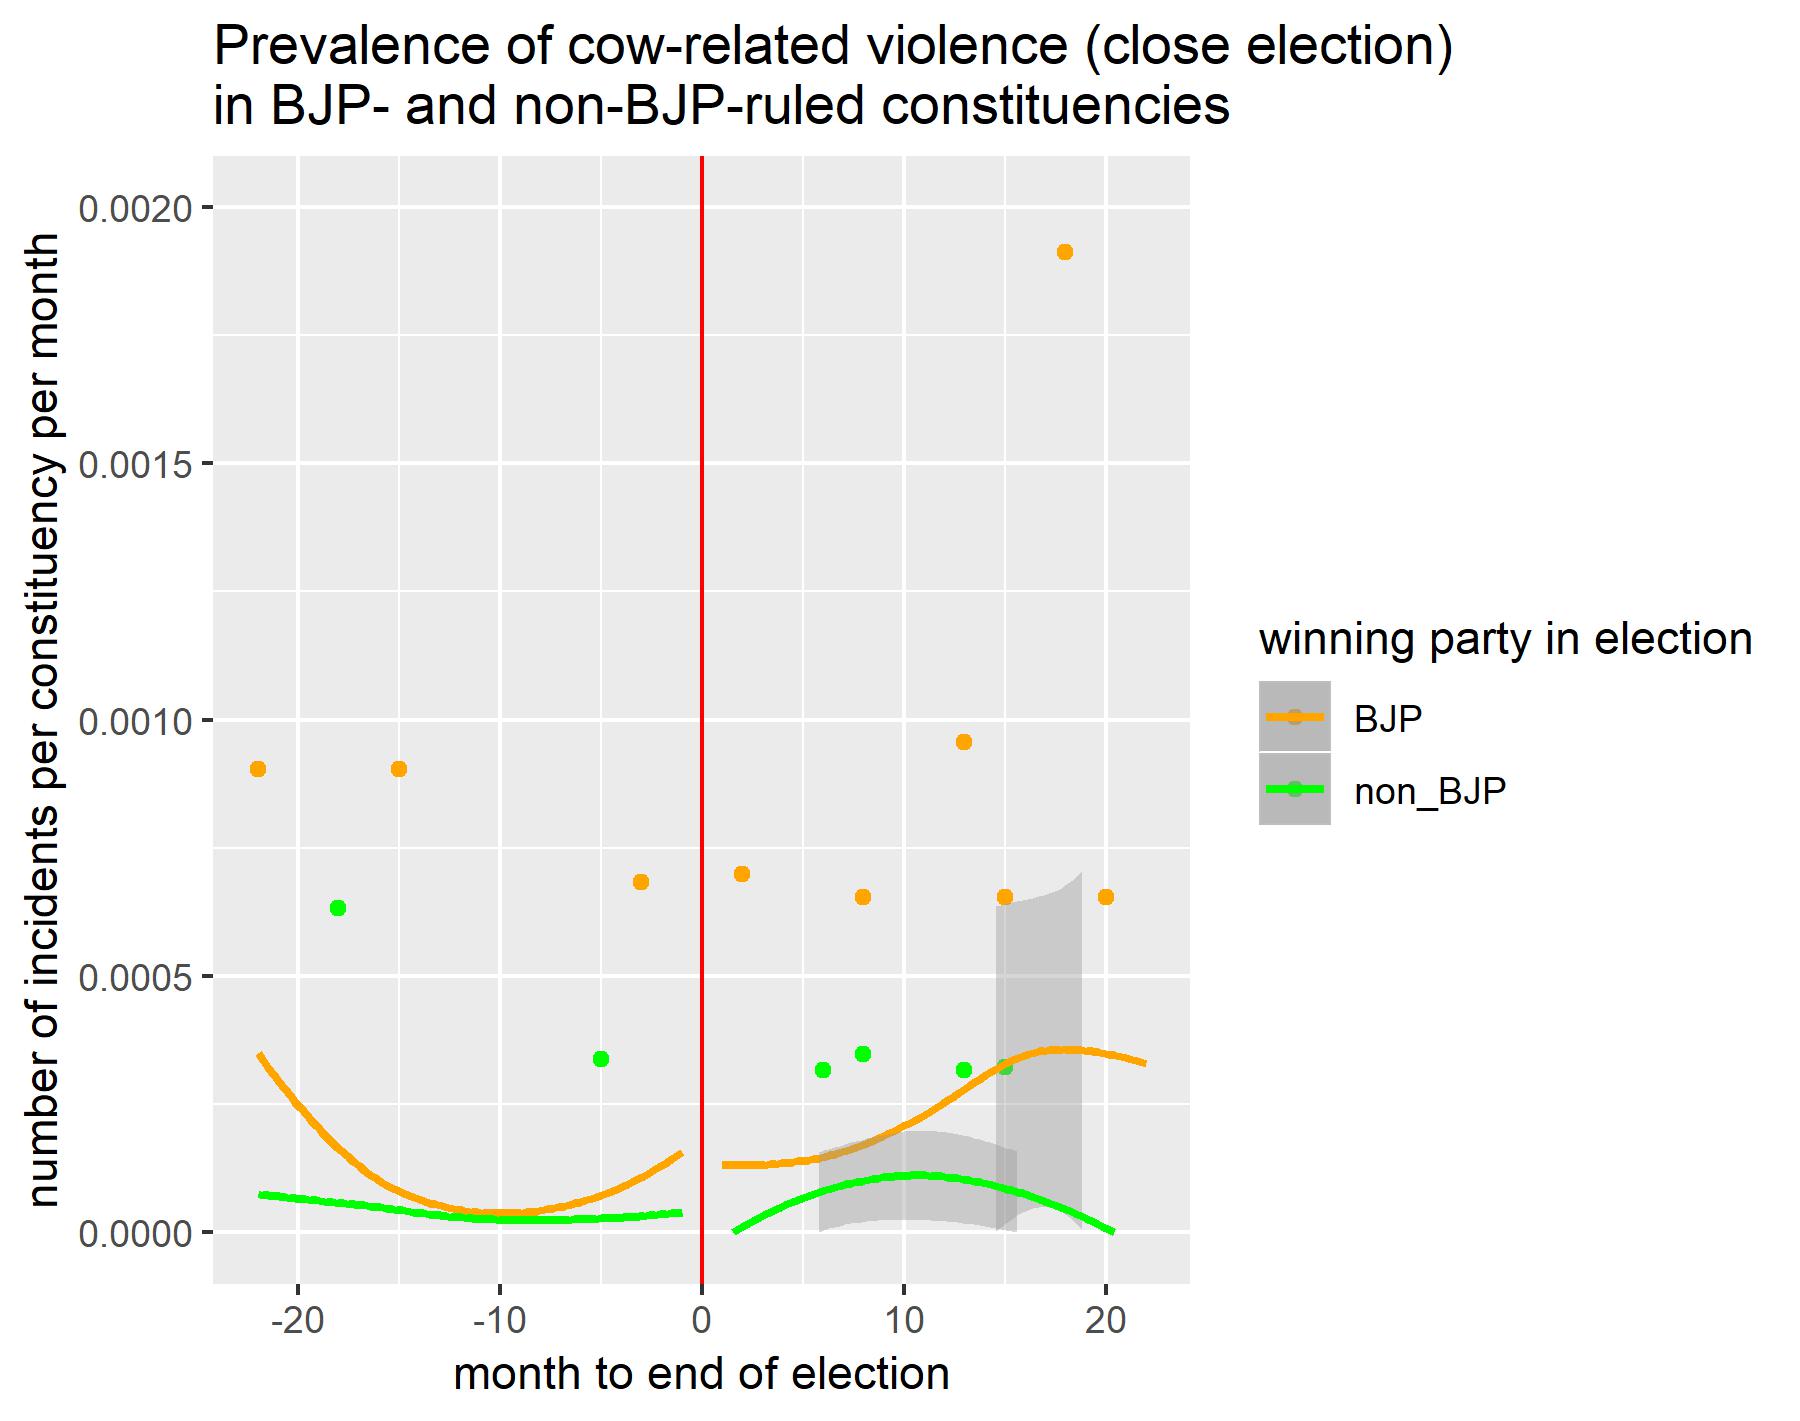 Prevalence of cow-related violence (close election)
in BJP- and non-BJP-ruled constituencies
number of incidents per constituency per month
0.0020
0.0015
0.0010
0.0005
0.0000
-20
-10
0
10
20
month to end of election
winning party in election
BJP
non_BJP